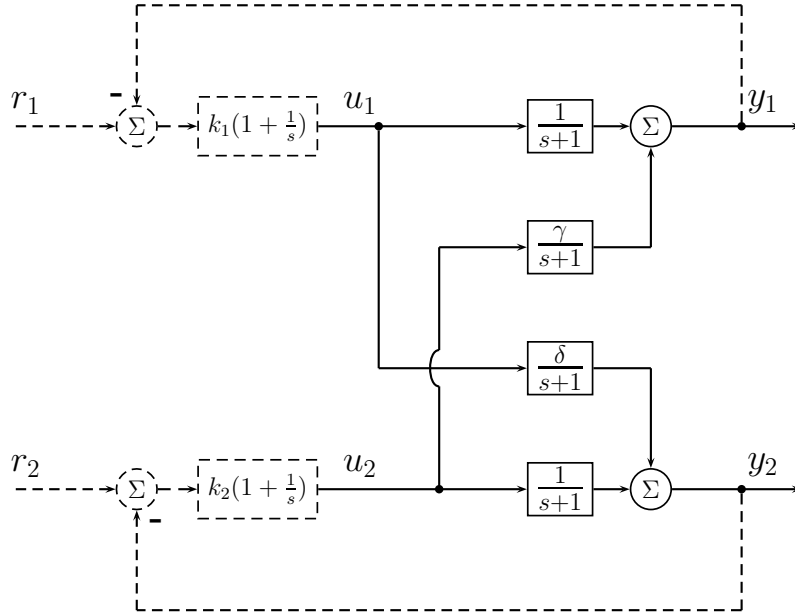 -
r₁ Σ k₁(1 + 1/s) u₁ 1/(s+1) Σ y₁
γ/(s+1)
δ/(s+1)
r₂ Σ k₂(1 + 1/s) u₂ 1/(s+1) Σ y₂
-